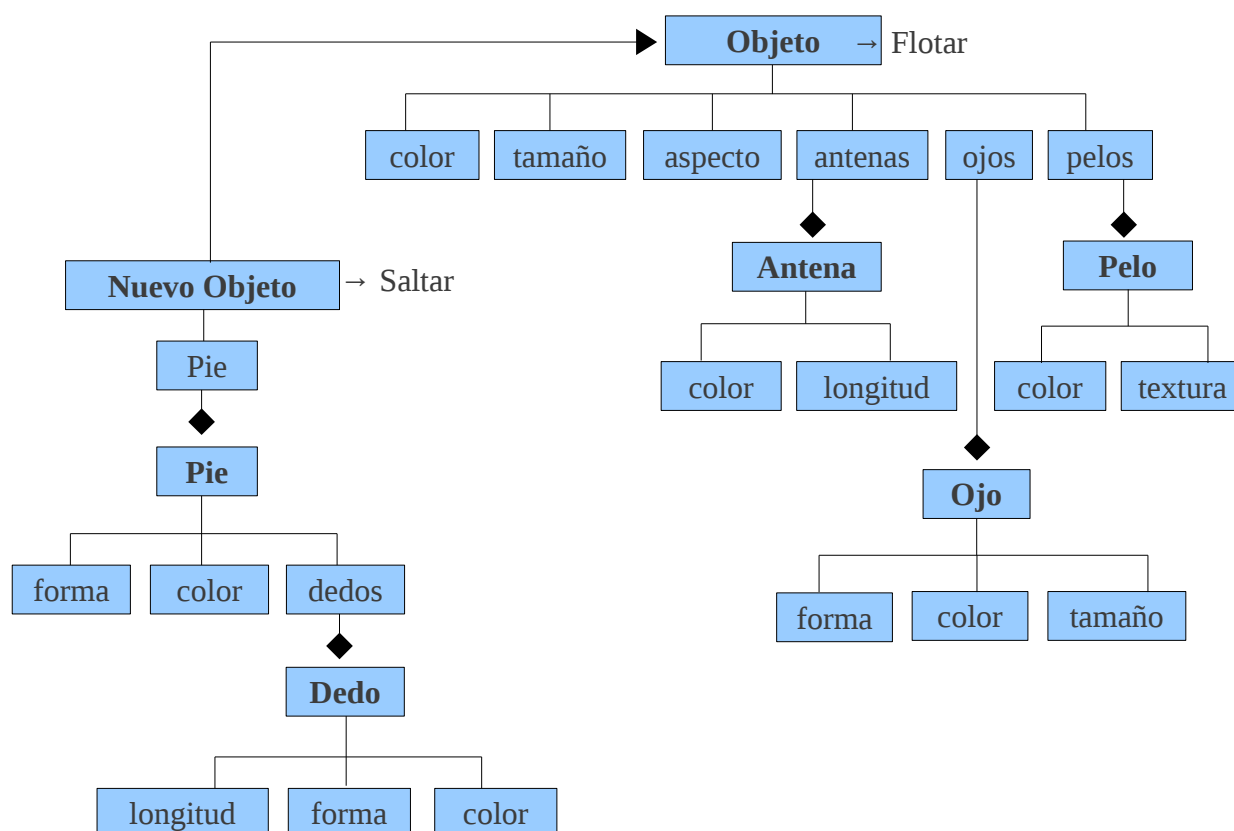 Objeto → Flotar
color tamaño aspecto antenas ojos pelos
Antena Pelo
Nuevo Objeto → Saltar
Pie
color longitud color textura
Pie
Ojo
forma color dedos
forma color tamaño
Dedo
longitud forma color